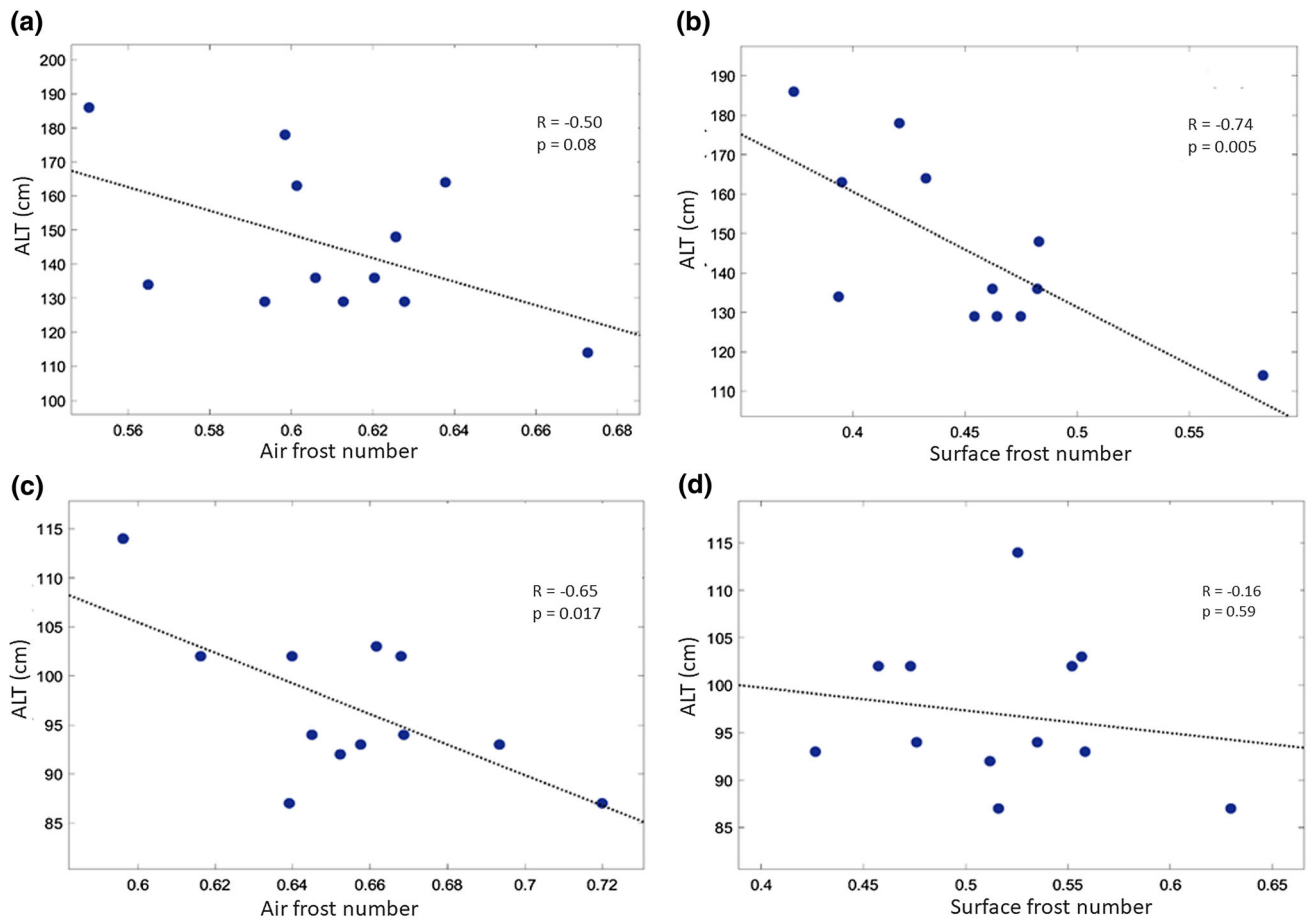 (a)
200
190
180
170
160
150
140
130
120
110
100
ALT (cm)
R = -0.50
p = 0.08
0.56 0.58 0.6 0.62 0.64 0.66 0.68
Air frost number
(b)
190
180
170
160
150
140
130
120
110
ALT (cm)
R = -0.74
p = 0.005
0.4 0.45 0.5 0.55
Surface frost number
(c)
115
110
105
100
95
90
85
ALT (cm)
R = -0.65
p = 0.017
0.6 0.62 0.64 0.66 0.68 0.7 0.72
Air frost number
(d)
115
110
105
100
95
90
85
ALT (cm)
R = -0.16
p = 0.59
0.4 0.45 0.5 0.55 0.6 0.65
Surface frost number